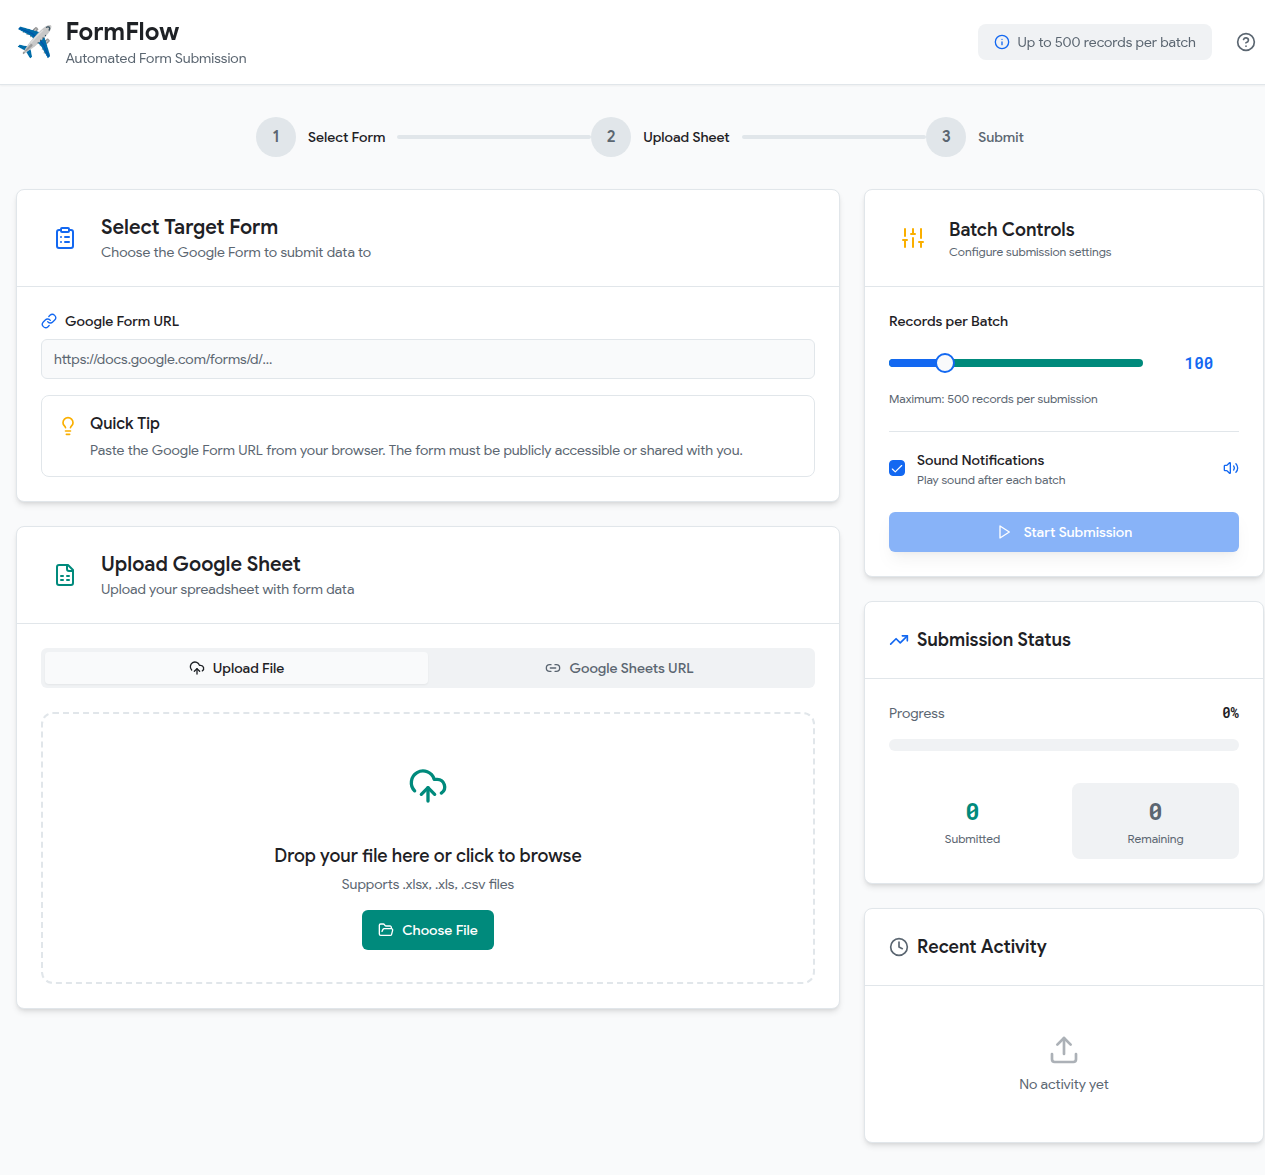 FormFlow
Automated Form Submission
Up to 500 records per batch
1 Select Form
2 Upload Sheet
3 Submit
Select Target Form
Choose the Google Form to submit data to
Google Form URL
https://docs.google.com/forms/d/...
Quick Tip
Paste the Google Form URL from your browser. The form must be publicly accessible or shared with you.
Upload Google Sheet
Upload your spreadsheet with form data
Upload File
Google Sheets URL
Drop your file here or click to browse
Supports .xlsx, .xls, .csv files
Choose File
Batch Controls
Configure submission settings
Records per Batch
100
Maximum: 500 records per submission
Sound Notifications
Play sound after each batch
Start Submission
Submission Status
Progress 0%
0
Submitted
0
Remaining
Recent Activity
No activity yet